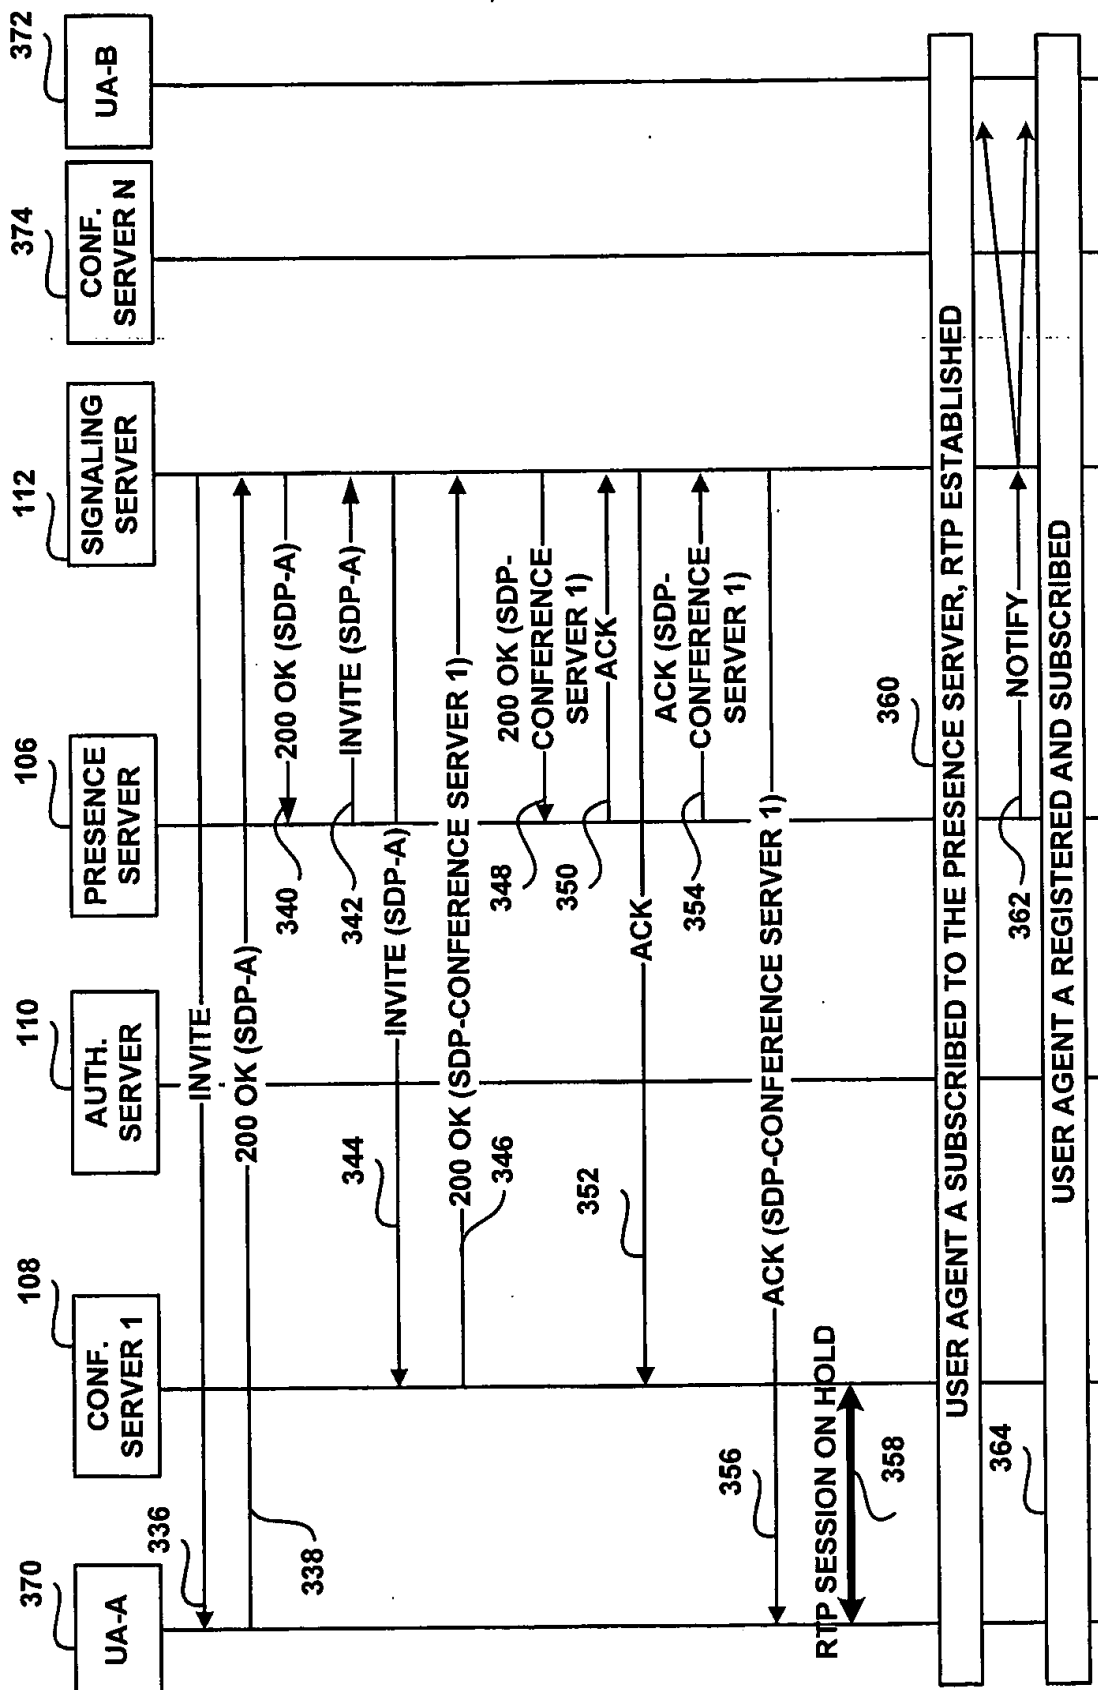 370
UA-A
108
CONF.
SERVER 1
110
AUTH.
SERVER
106
PRESENCE
SERVER
112
SIGNALING
SERVER
374
CONF.
SERVER N
372
UA-B
336
INVITE
338
200 OK (SDP-A)
340
200 OK (SDP-A)
342
INVITE (SDP-A)
344
INVITE (SDP-A)
346
200 OK (SDP-CONFERENCE SERVER 1)
348
200 OK (SDP-
CONFERENCE
SERVER 1)
350
ACK
352
ACK
354
ACK (SDP-
CONFERENCE
SERVER 1)
356
ACK (SDP-CONFERENCE SERVER 1)
RTP SESSION ON HOLD
358
360
USER AGENT A SUBSCRIBED TO THE PRESENCE SERVER, RTP ESTABLISHED
362
NOTIFY
364
USER AGENT A REGISTERED AND SUBSCRIBED